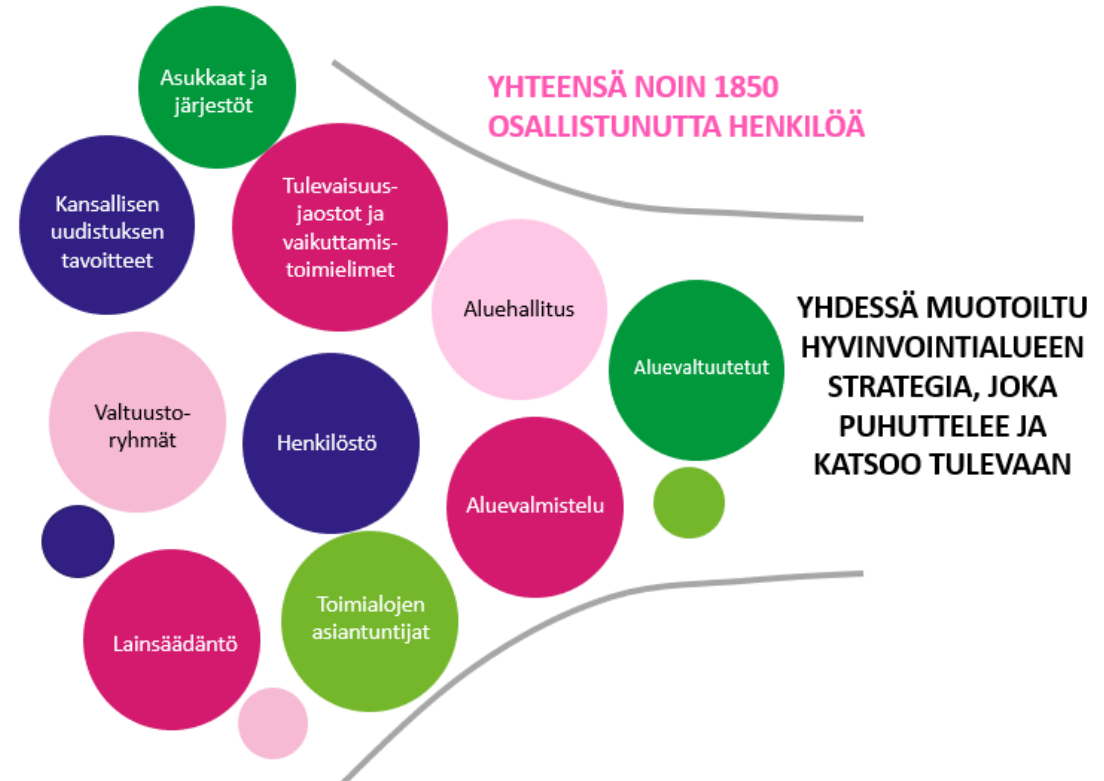 Asukkaat ja
järjestöt
YHTEENSÄ NOIN 1850
OSALLISTUNUTTA HENKILÖÄ
Kansallisen
uudistuksen
tavoitteet
Tulevaisuus-
jaostot ja
vaikuttamis-
toimielimet
Aluehallitus
Aluevaltuutetut
YHDESSÄ MUOTOILTU
HYVINVOINTIALUEEN
STRATEGIA, JOKA
PUHUTTELEE JA
KATSOO TULEVAAN
Valtuusto-
ryhmät
Henkilöstö
Aluevalmistelu
Lainsäädäntö
Toimialojen
asiantuntijat